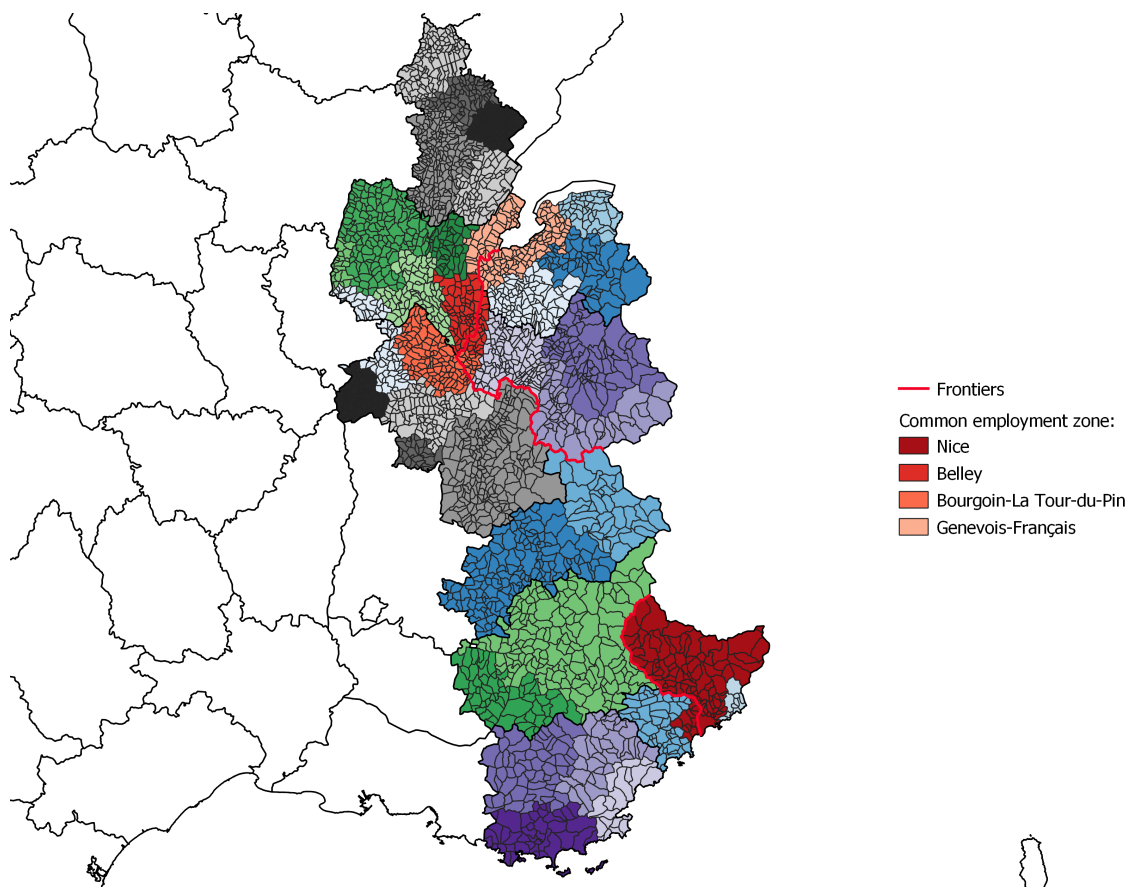 Frontiers
Common employment zone:
Nice
Belley
Bourgoin-La Tour-du-Pin
Genevois-Français